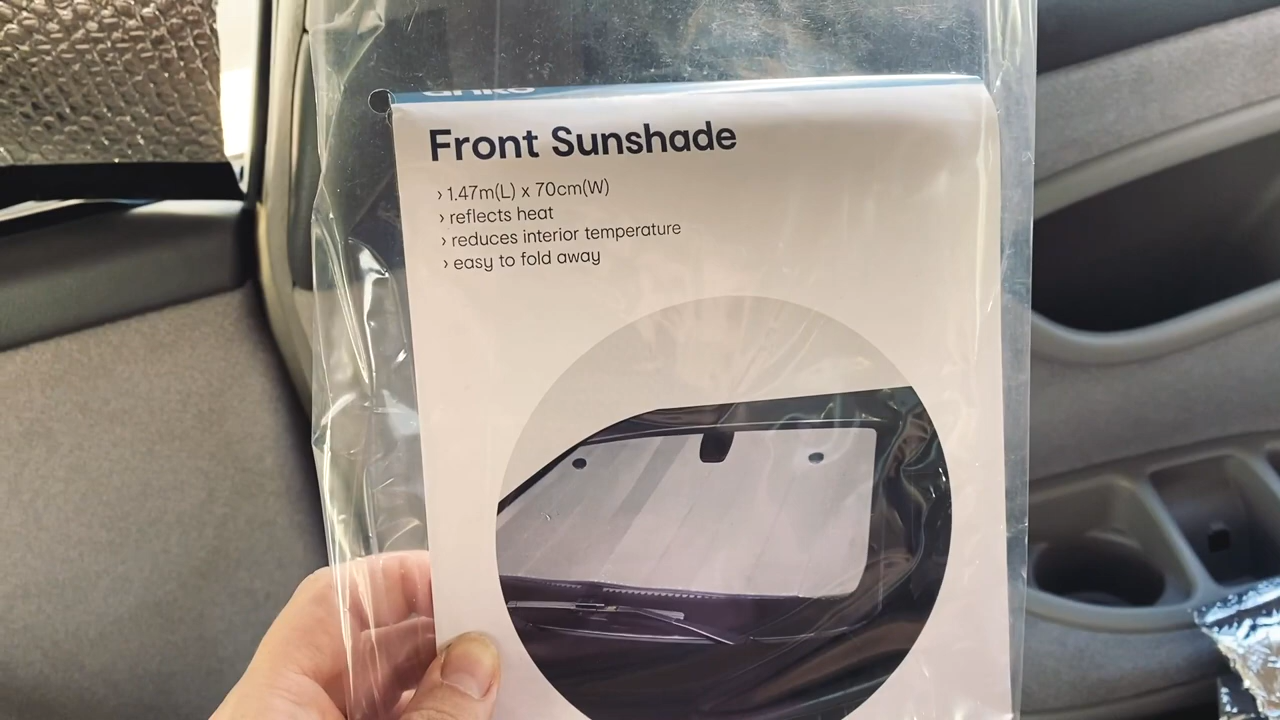 Front Sunshade
› 1.47m(L) x 70cm(W)
› reflects heat
› reduces interior temperature
› easy to fold away